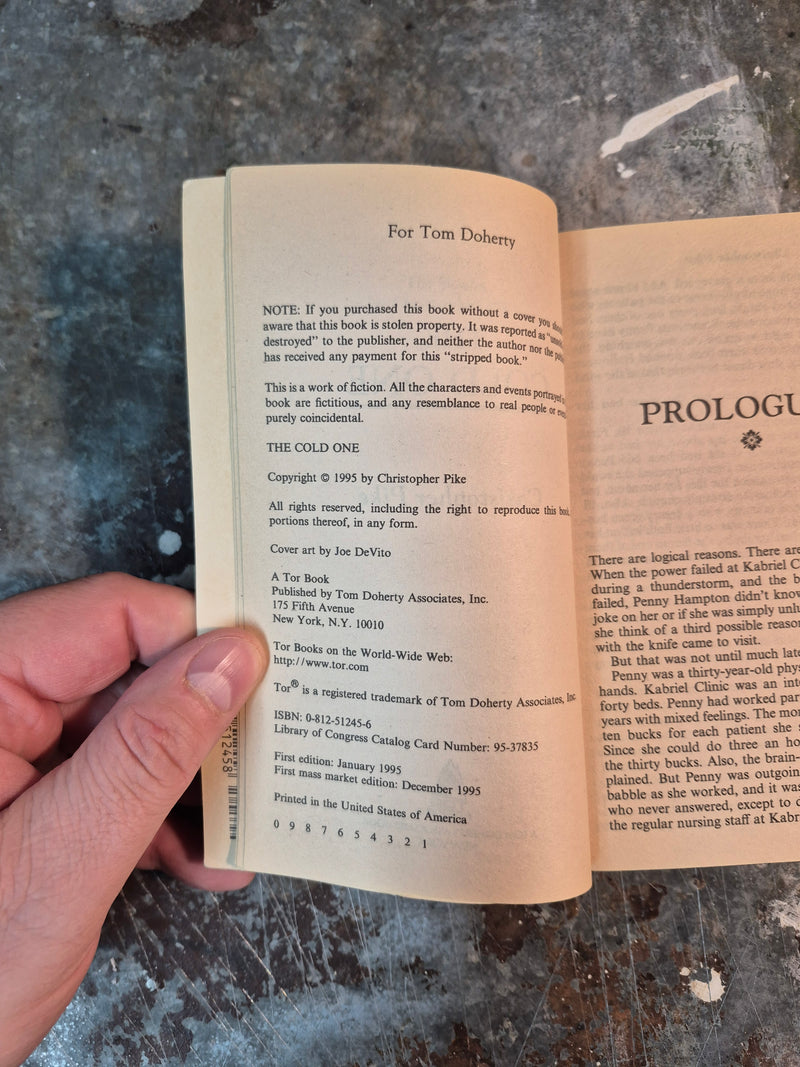 For Tom Doherty
NOTE: If you purchased this book without a cover you
aware that this book is stolen property. It was reported as
destroyed" to the publisher, and neither the author nor the
has received any payment for this "stripped book."
This is a work of fiction. All the characters and events portrayed
book are fictitious, and any resemblance to real people or
purely coincidental.
THE COLD ONE
Copyright © 1995 by Christopher Pike
All rights reserved, including the right to reproduce this book,
portions thereof, in any form.
Cover art by Joe DeVito
A Tor Book
Published by Tom Doherty Associates, Inc.
175 Fifth Avenue
New York, N.Y. 10010
Tor Books on the World-Wide Web:
http://www.tor.com
Tor® is a registered trademark of Tom Doherty Associates, Inc.
ISBN: 0-812-51245-6
Library of Congress Catalog Card Number: 95-37835
First edition: January 1995
First mass market edition: December 1995
Printed in the United States of America
0 9 8 7 6 5 4 3 2 1
PROLOGU
There are logical reasons. There are
When the power failed at Kabriel C
during a thunderstorm, and the b
failed, Penny Hampton didn't know
joke on her or if she was simply unlu
she think of a third possible reason
with the knife came to visit.
But that was not until much late
Penny was a thirty-year-old phys
hands. Kabriel Clinic was an inte
forty beds. Penny had worked par
years with mixed feelings. The mon
ten bucks for each patient she s
Since she could do three an ho
the thirty bucks. Also, the brain-
plained. But Penny was outgoin
babble as she worked, and it was
who never answered, except to d
the regular nursing staff at Kabri